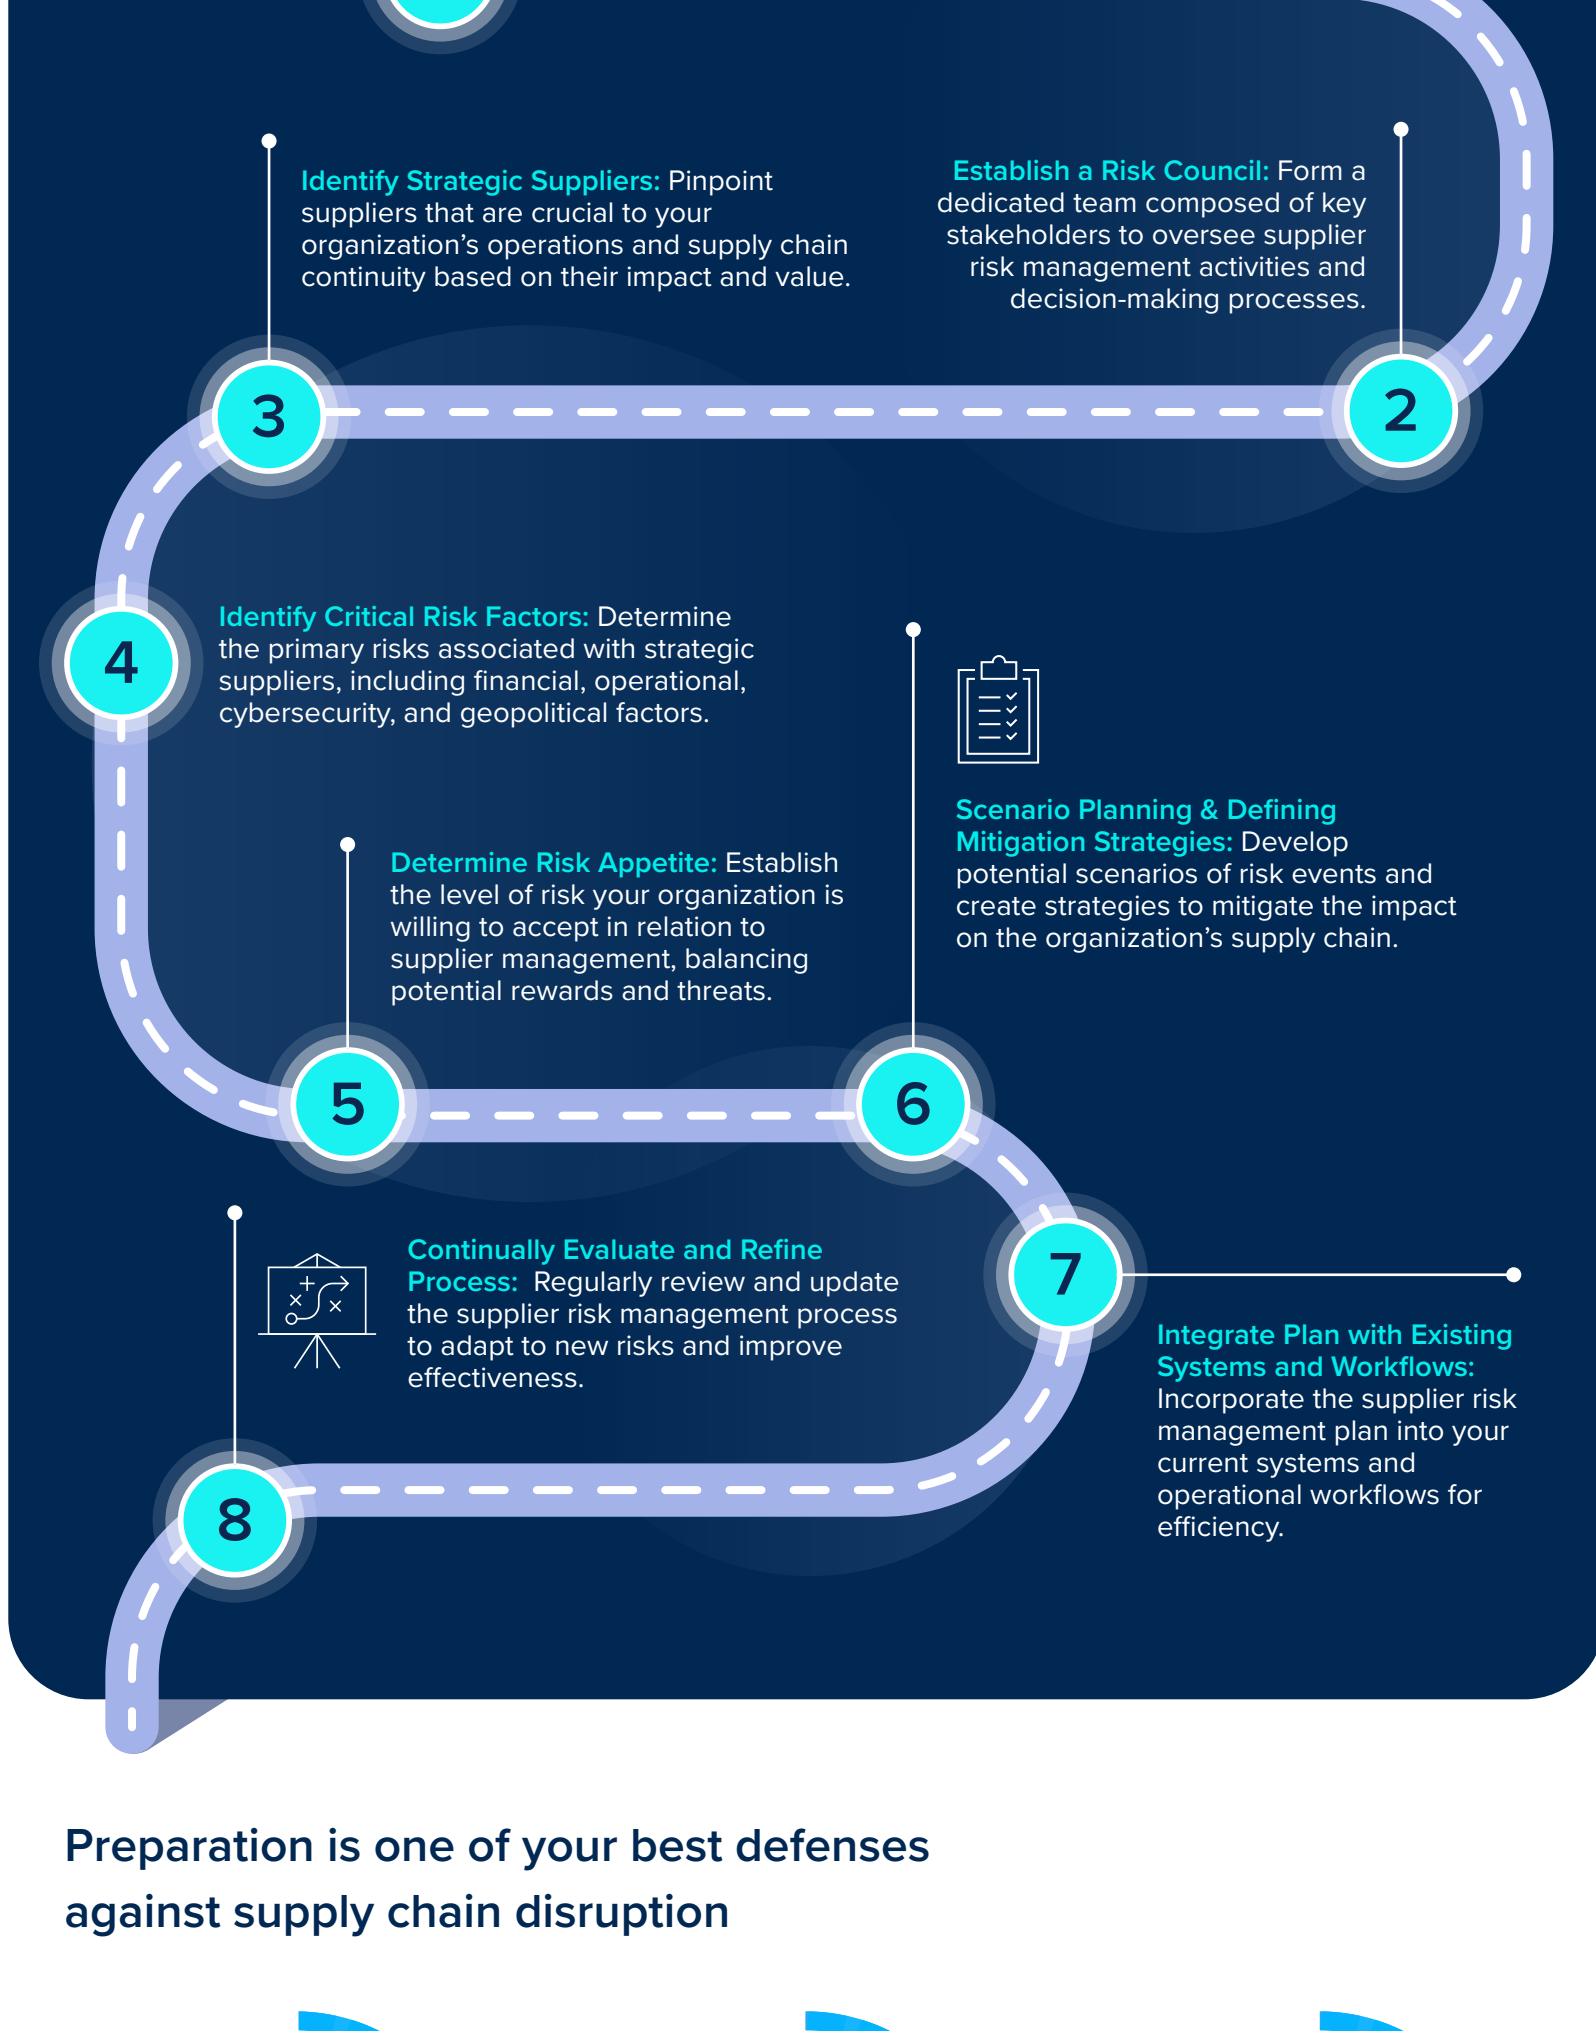 Establish a Risk Council: Form a
dedicated team composed of key
stakeholders to oversee supplier
risk management activities and
decision-making processes.
2
Identify Strategic Suppliers: Pinpoint
suppliers that are crucial to your
organization’s operations and supply chain
continuity based on their impact and value.
3
4
Identify Critical Risk Factors: Determine
the primary risks associated with strategic
suppliers, including financial, operational,
cybersecurity, and geopolitical factors.
Determine Risk Appetite: Establish
the level of risk your organization is
willing to accept in relation to
supplier management, balancing
potential rewards and threats.
5
Scenario Planning & Defining
Mitigation Strategies: Develop
potential scenarios of risk events and
create strategies to mitigate the impact
on the organization’s supply chain.
6
7
Integrate Plan with Existing
Systems and Workflows:
Incorporate the supplier risk
management plan into your
current systems and
operational workflows for
efficiency.
Continually Evaluate and Refine
Process:  Regularly review and update
the supplier risk management process
to adapt to new risks and improve
effectiveness.
8
Preparation is one of your best defenses
against supply chain disruption